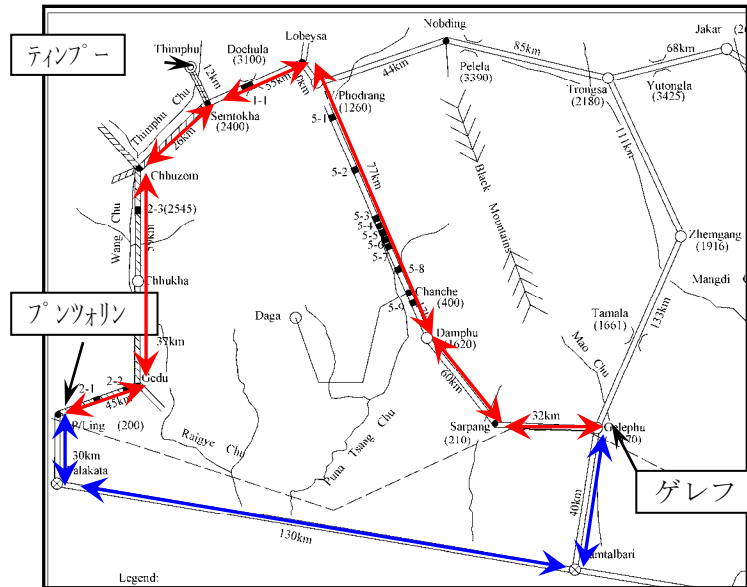 ティンプー
Thimphu
12km
Dochula
(3100)
Lobeysa
Nobding
Pelela
(3390)
85km
68km
Jakar
Trongsa
(2180)
Yutongla
(3425)
44km
W/Phodrang
(1260)
55km
1-1
Semtokha
(2400)
Thimphu Chu
26km
Chhuzom
5-1
5-2
77km
5-3
5-4
5-5
5-6
5-7
5-8
5-9
Black Mountains
111km
Zhemgang
(1916)
Mangdi C
2-3(2545)
Wang Chu
Chhukha
プンツォリン
37km
Gedu
2-2
2-1
45km
(200)
30km
Daga
Chanche
(400)
Damphu
(1620)
60km
Tamala
(1661)
133km
Mao Chu
Raigye Chu
Puna Tsang Chu
Sarpang
(210)
32km
Gelephu
ゲレフ
40km
130km
Legend: